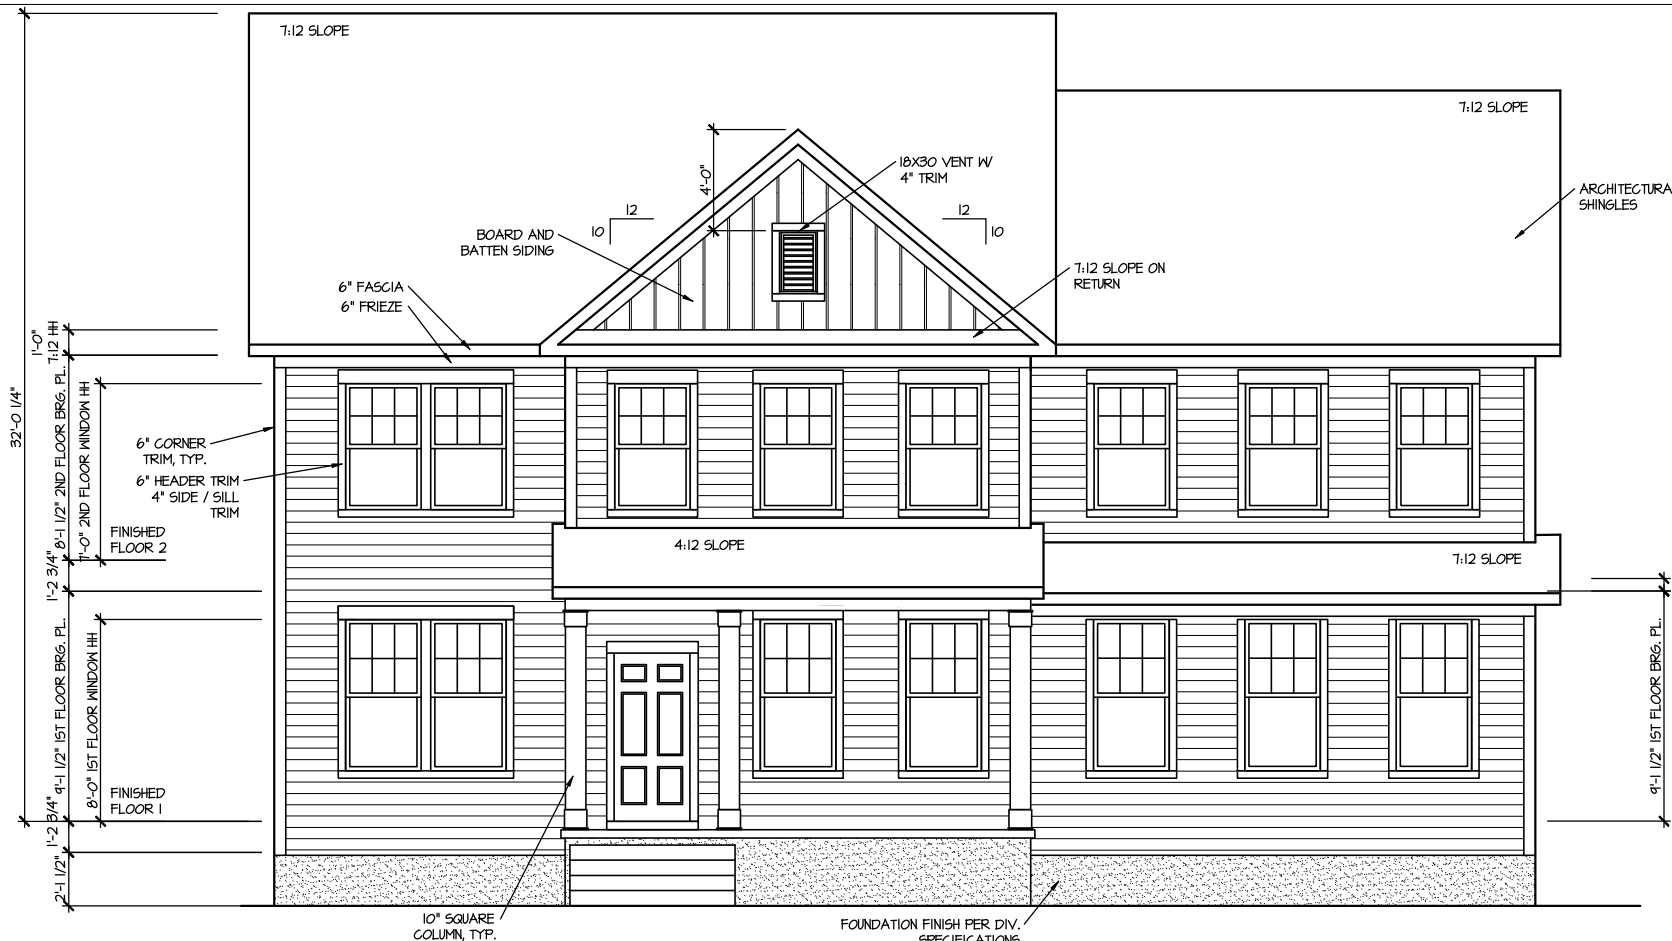 7:12 SLOPE
7:12 SLOPE
4'-0"
18X30 VENT W/
4" TRIM
ARCHITECTURA
SHINGLES
12
10
12
10
BOARD AND
BATTEN SIDING
7:12 SLOPE ON
RETURN
6" FASCIA
6" FRIEZE
1'-0"
7:12 HH
32'-0 1/4"
8'-1 1/2" 2ND FLOOR BRG. PL.
7'-0" 2ND FLOOR WINDOW HH
6" CORNER
TRIM, TYP.
6" HEADER TRIM
4" SIDE / SILL
TRIM
FINISHED
FLOOR 2
4:12 SLOPE
7:12 SLOPE
1'-2 3/4"
9'-1 1/2" 1ST FLOOR BRG. PL.
8'-0" 1ST FLOOR WINDOW HH
9'-1 1/2" 1ST FLOOR BRG. PL.
FINISHED
FLOOR 1
1'-2 3/4"
2'-1 1/2"
10" SQUARE
COLUMN, TYP.
FOUNDATION FINISH PER DIV.
SPECIFICATIONS